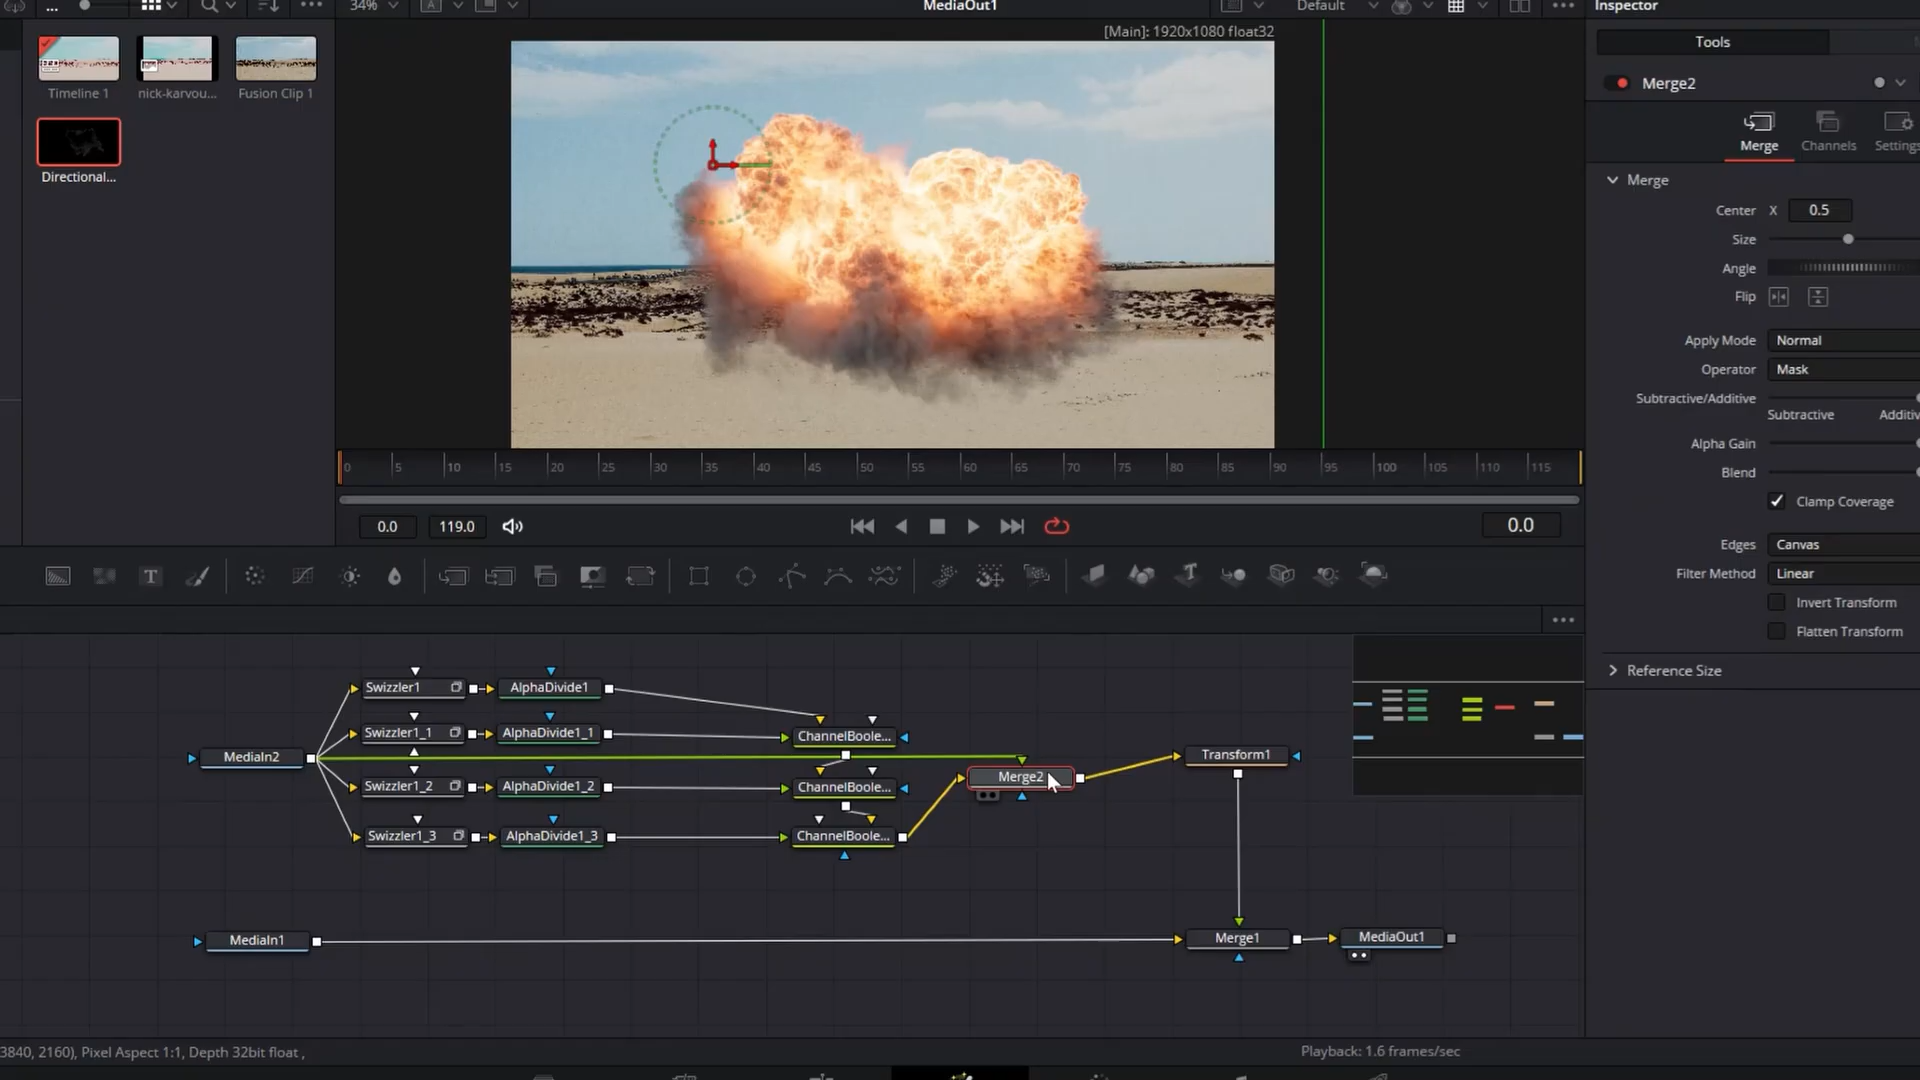 34%
MediaOut1
Default
Inspector
[Main]: 1920x1080 float32
Tools
Merge2
Timeline 1
nick-karvou...
Fusion Clip 1
Directional...
Merge
Channels
Settings
Merge
Center X 0.5
Size
Angle
Flip
Apply Mode Normal
Operator Mask
Subtractive/Additive
Subtractive
Alpha Gain
Blend
Clamp Coverage
Edges Canvas
Filter Method Linear
Invert Transform
Flatten Transform
Reference Size
0 5 10 15 20 25 30 35 40 45 50 55 60 65 70 75 80 85 90 95 100 105 110 115
0.0
119.0
0.0
T
Swizzler1
AlphaDivide1
Swizzler1_1
AlphaDivide1_1
ChannelBoole...
MediaIn2
Merge2
Transform1
Swizzler1_2
AlphaDivide1_2
ChannelBoole...
Swizzler1_3
AlphaDivide1_3
ChannelBoole...
MediaIn1
Merge1
MediaOut1
3840, 2160), Pixel Aspect 1:1, Depth 32bit float ,
Playback: 1.6 frames/sec